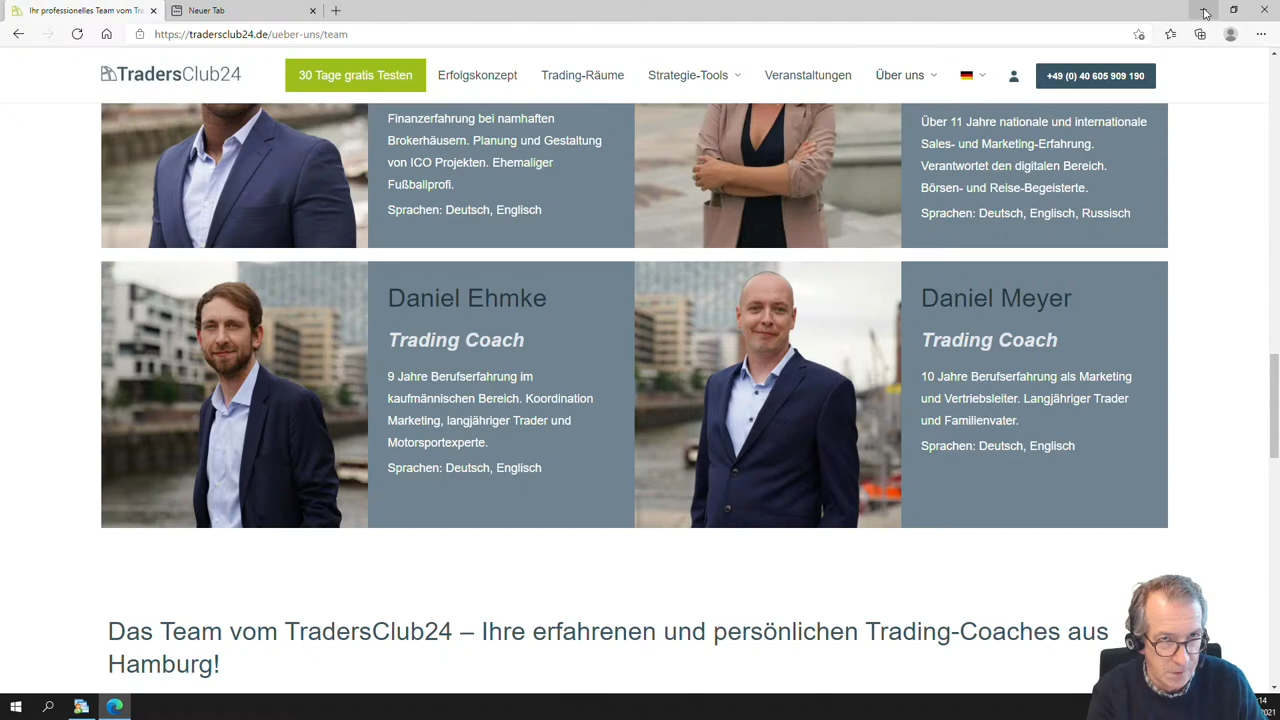 Ihr professionelles Team vom Tra
Neuer Tab
https://tradersclub24.de/ueber-uns/team
TradersClub24
30 Tage gratis Testen
Erfolgskonzept
Trading-Räume
Strategie-Tools
Veranstaltungen
Über uns
+49 (0) 40 605 909 190
Finanzerfahrung bei namhaften
Brokerhäusern. Planung und Gestaltung
von ICO Projekten. Ehemaliger
Fußballprofi.
Sprachen: Deutsch, Englisch
Über 11 Jahre nationale und internationale
Sales- und Marketing-Erfahrung.
Verantwortet den digitalen Bereich.
Börsen- und Reise-Begeisterte.
Sprachen: Deutsch, Englisch, Russisch
Daniel Ehmke
Trading Coach
9 Jahre Berufserfahrung im
kaufmännischen Bereich. Koordination
Marketing, langjähriger Trader und
Motorsportexperte.
Sprachen: Deutsch, Englisch
Daniel Meyer
Trading Coach
10 Jahre Berufserfahrung als Marketing
und Vertriebsleiter. Langjähriger Trader
und Familienvater.
Sprachen: Deutsch, Englisch
Das Team vom TradersClub24 – Ihre erfahrenen und persönlichen Trading-Coaches aus
Hamburg!
:14
2021